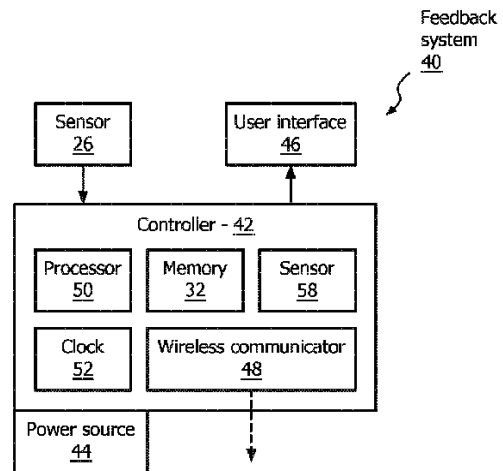 Feedback
system
40
Sensor
26
User interface
46
Controller - 42
Processor
50
Memory
32
Sensor
58
Clock
52
Wireless communicator
48
Power source
44